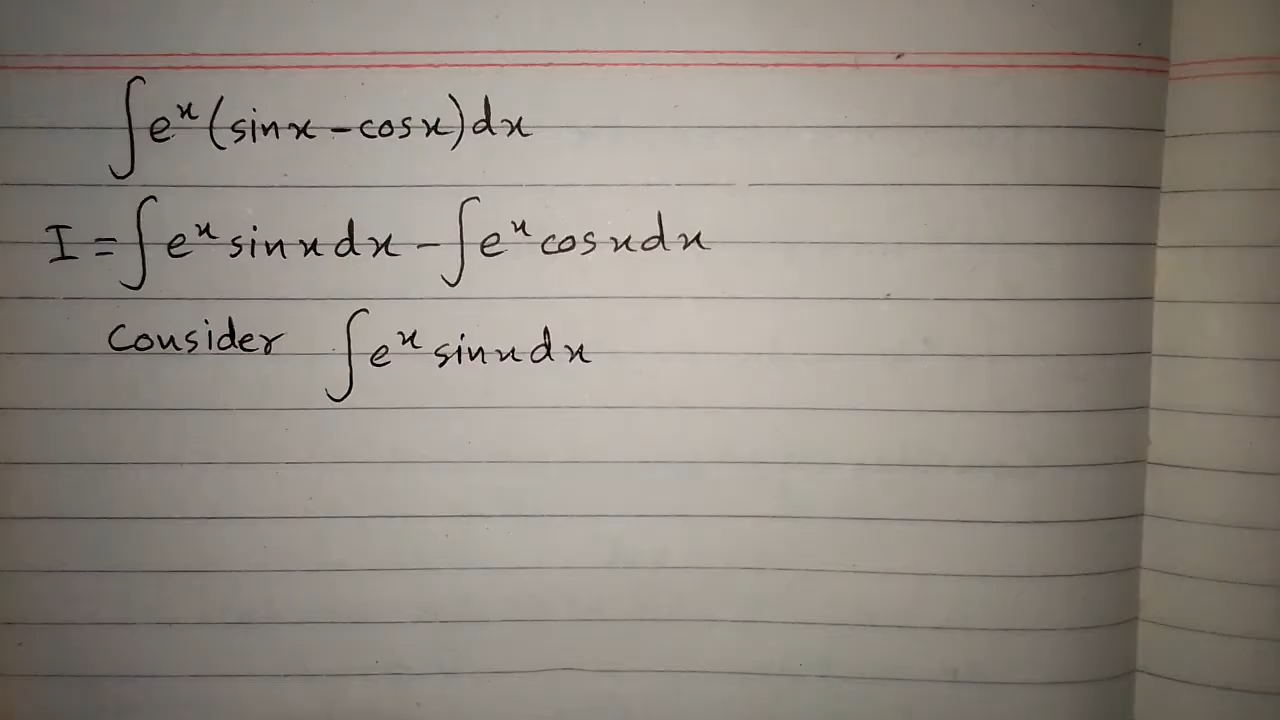 ∫eˣ(sinx-cosx)dx
I = ∫eˣ sinx dx - ∫eˣ cosx dx
Consider ∫eˣ sinx dx